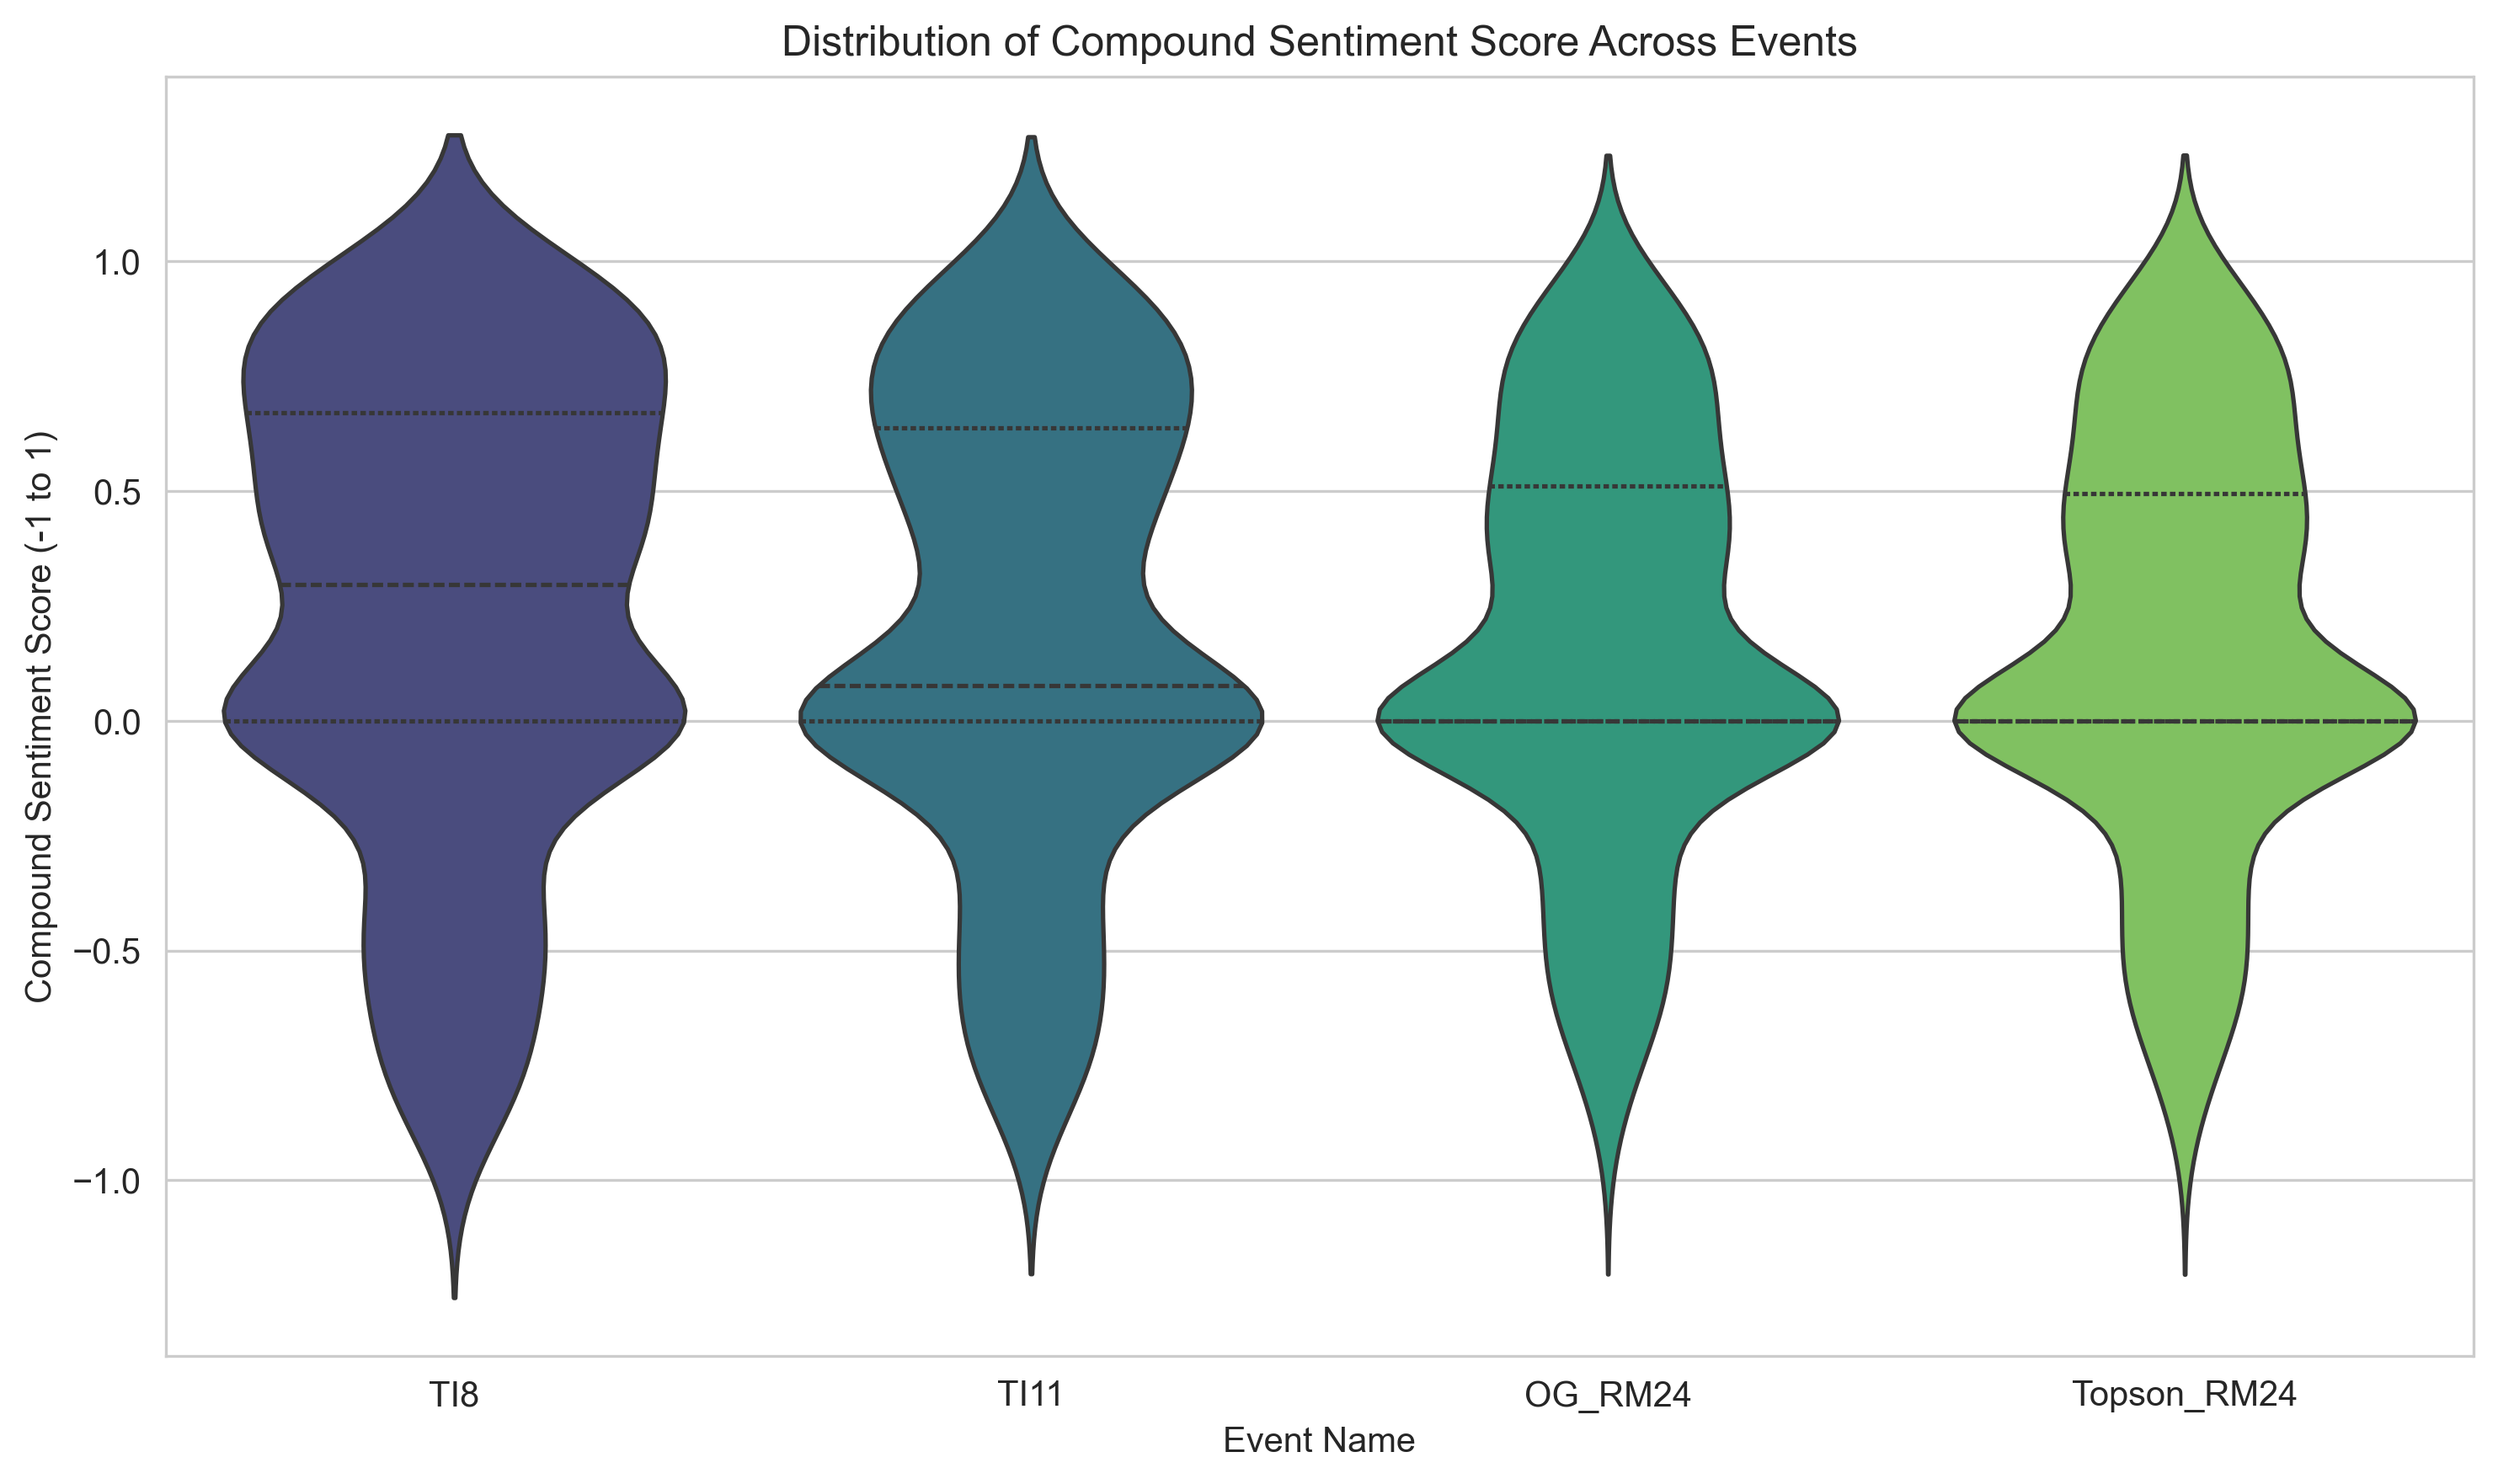 Distribution of Compound Sentiment Score Across Events
Compound Sentiment Score (-1 to 1)
1.0
0.5
0.0
−0.5
−1.0
TI8
TI11
OG_RM24
Topson_RM24
Event Name